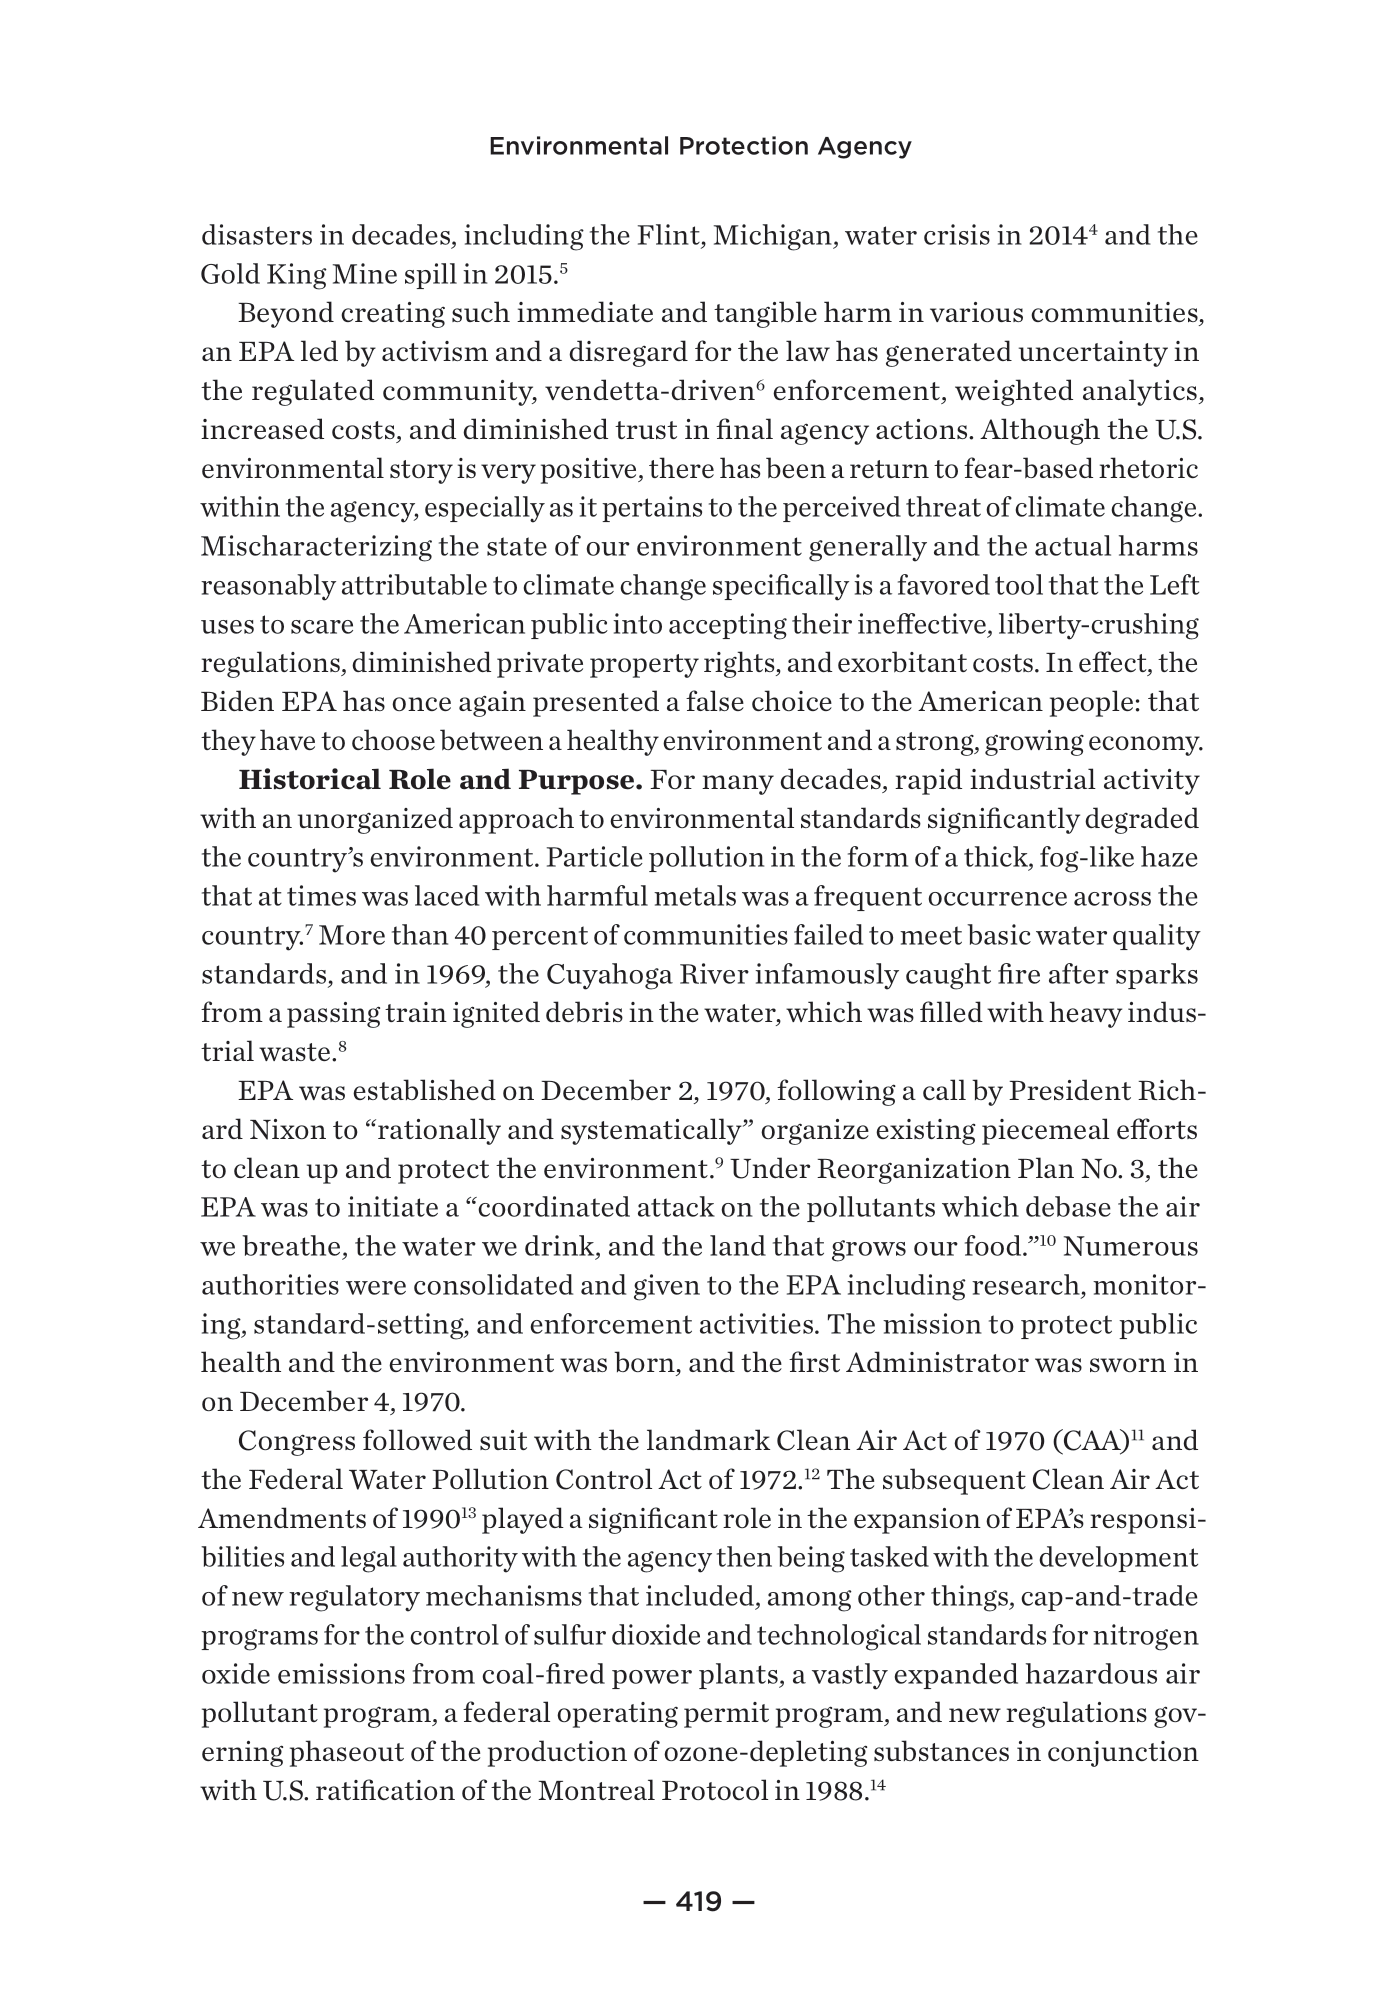 Environmental Protection Agency
disasters in decades, including the Flint, Michigan, water crisis in 2014⁴ and the
Gold King Mine spill in 2015.⁵
Beyond creating such immediate and tangible harm in various communities,
an EPA led by activism and a disregard for the law has generated uncertainty in
the regulated community, vendetta-driven⁶ enforcement, weighted analytics,
increased costs, and diminished trust in final agency actions. Although the U.S.
environmental story is very positive, there has been a return to fear-based rhetoric
within the agency, especially as it pertains to the perceived threat of climate change.
Mischaracterizing the state of our environment generally and the actual harms
reasonably attributable to climate change specifically is a favored tool that the Left
uses to scare the American public into accepting their ineffective, liberty-crushing
regulations, diminished private property rights, and exorbitant costs. In effect, the
Biden EPA has once again presented a false choice to the American people: that
they have to choose between a healthy environment and a strong, growing economy.
Historical Role and Purpose. For many decades, rapid industrial activity
with an unorganized approach to environmental standards significantly degraded
the country’s environment. Particle pollution in the form of a thick, fog-like haze
that at times was laced with harmful metals was a frequent occurrence across the
country.⁷ More than 40 percent of communities failed to meet basic water quality
standards, and in 1969, the Cuyahoga River infamously caught fire after sparks
from a passing train ignited debris in the water, which was filled with heavy indus-
trial waste.⁸
EPA was established on December 2, 1970, following a call by President Rich-
ard Nixon to “rationally and systematically” organize existing piecemeal efforts
to clean up and protect the environment.⁹ Under Reorganization Plan No. 3, the
EPA was to initiate a “coordinated attack on the pollutants which debase the air
we breathe, the water we drink, and the land that grows our food.”¹⁰ Numerous
authorities were consolidated and given to the EPA including research, monitor-
ing, standard-setting, and enforcement activities. The mission to protect public
health and the environment was born, and the first Administrator was sworn in
on December 4, 1970.
Congress followed suit with the landmark Clean Air Act of 1970 (CAA)¹¹ and
the Federal Water Pollution Control Act of 1972.¹² The subsequent Clean Air Act
Amendments of 1990¹³ played a significant role in the expansion of EPA’s responsi-
bilities and legal authority with the agency then being tasked with the development
of new regulatory mechanisms that included, among other things, cap-and-trade
programs for the control of sulfur dioxide and technological standards for nitrogen
oxide emissions from coal-fired power plants, a vastly expanded hazardous air
pollutant program, a federal operating permit program, and new regulations gov-
erning phaseout of the production of ozone-depleting substances in conjunction
with U.S. ratification of the Montreal Protocol in 1988.¹⁴
— 419 —